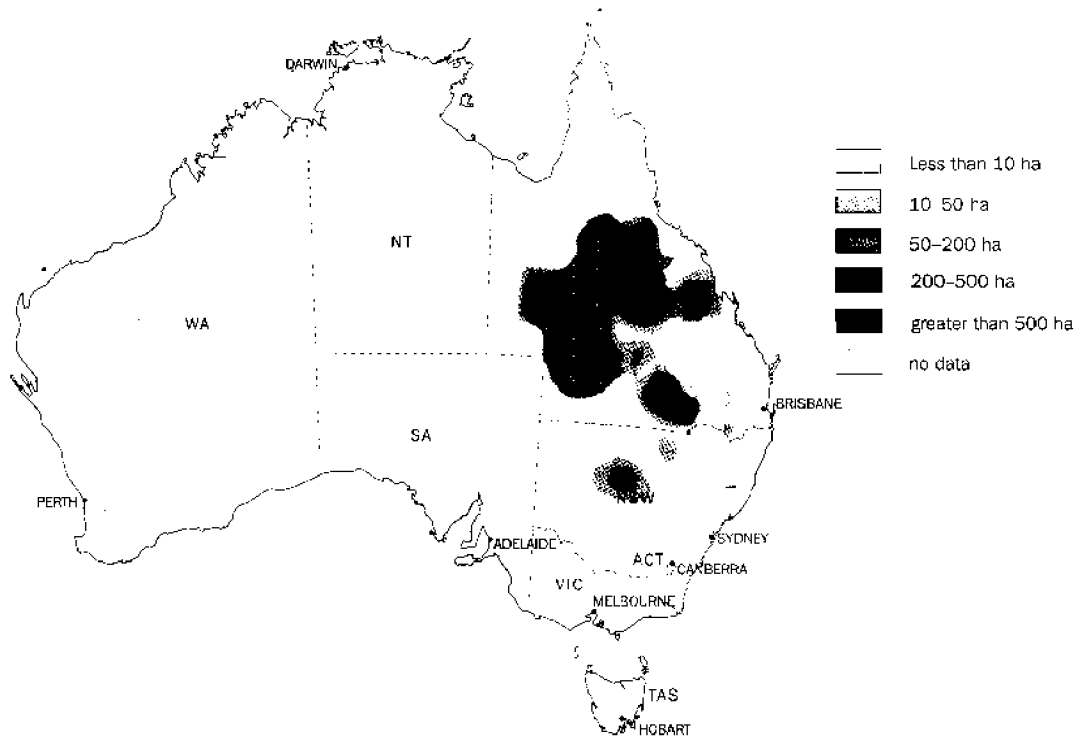 DARWIN
NT
WA
SA
PERTH
ADELAIDE
NSW
BRISBANE
SYDNEY
ACT
CANBERRA
VIC
MELBOURNE
TAS
HOBART
Less than 10 ha
10–50 ha
50–200 ha
200–500 ha
greater than 500 ha
no data